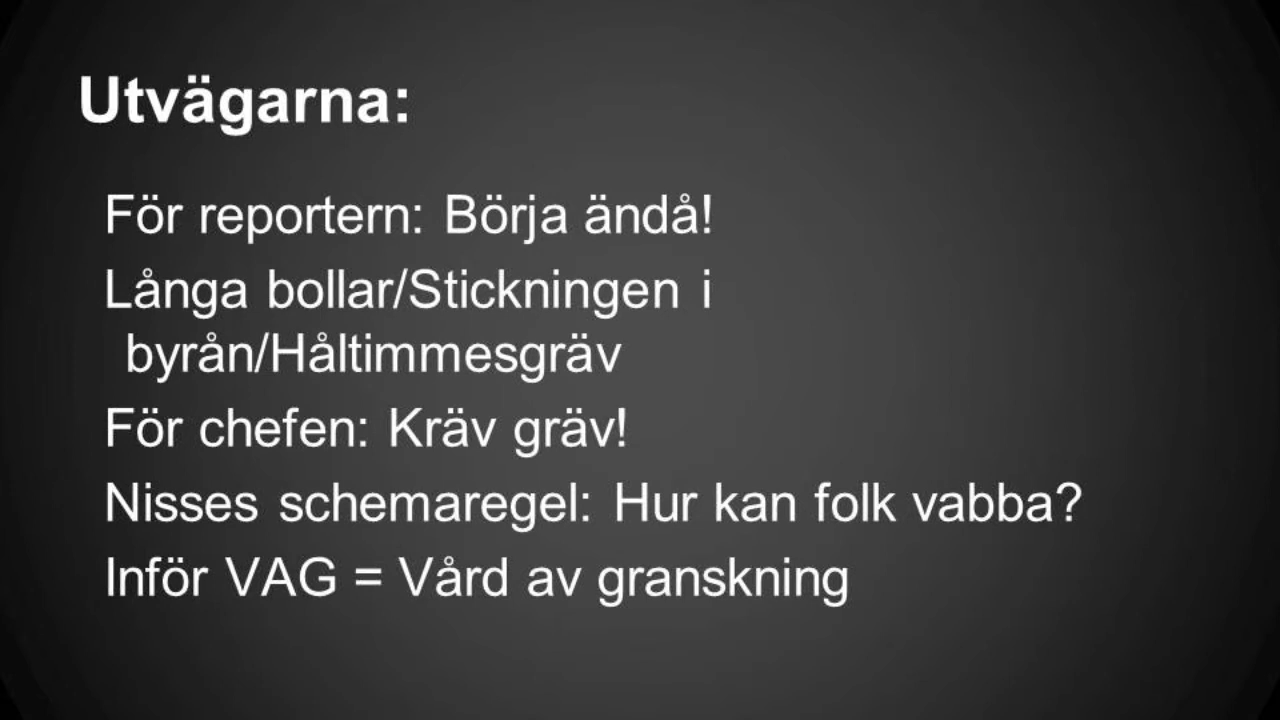 Utvägarna:
För reportern: Börja ändå!
Långa bollar/Stickningen i
byrån/Håltimmesgräv
För chefen: Kräv gräv!
Nisses schemaregel: Hur kan folk vabba?
Inför VAG = Vård av granskning